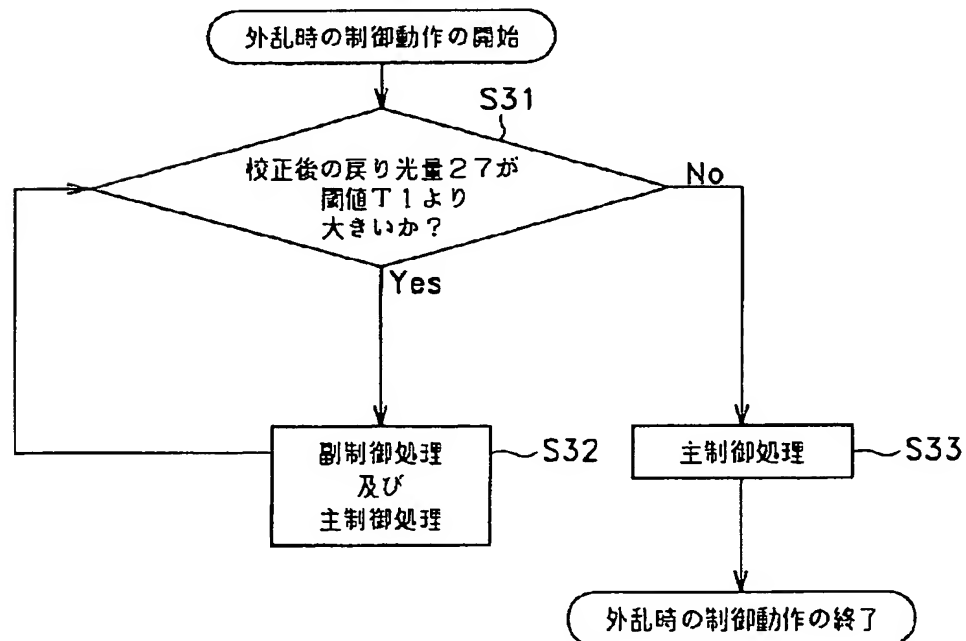 外乱時の制御動作の開始
S31
校正後の戻り光量27が
閾値T1より
大きいか?
No
Yes
副制御処理
及び
主制御処理
S32
主制御処理
S33
外乱時の制御動作の終了